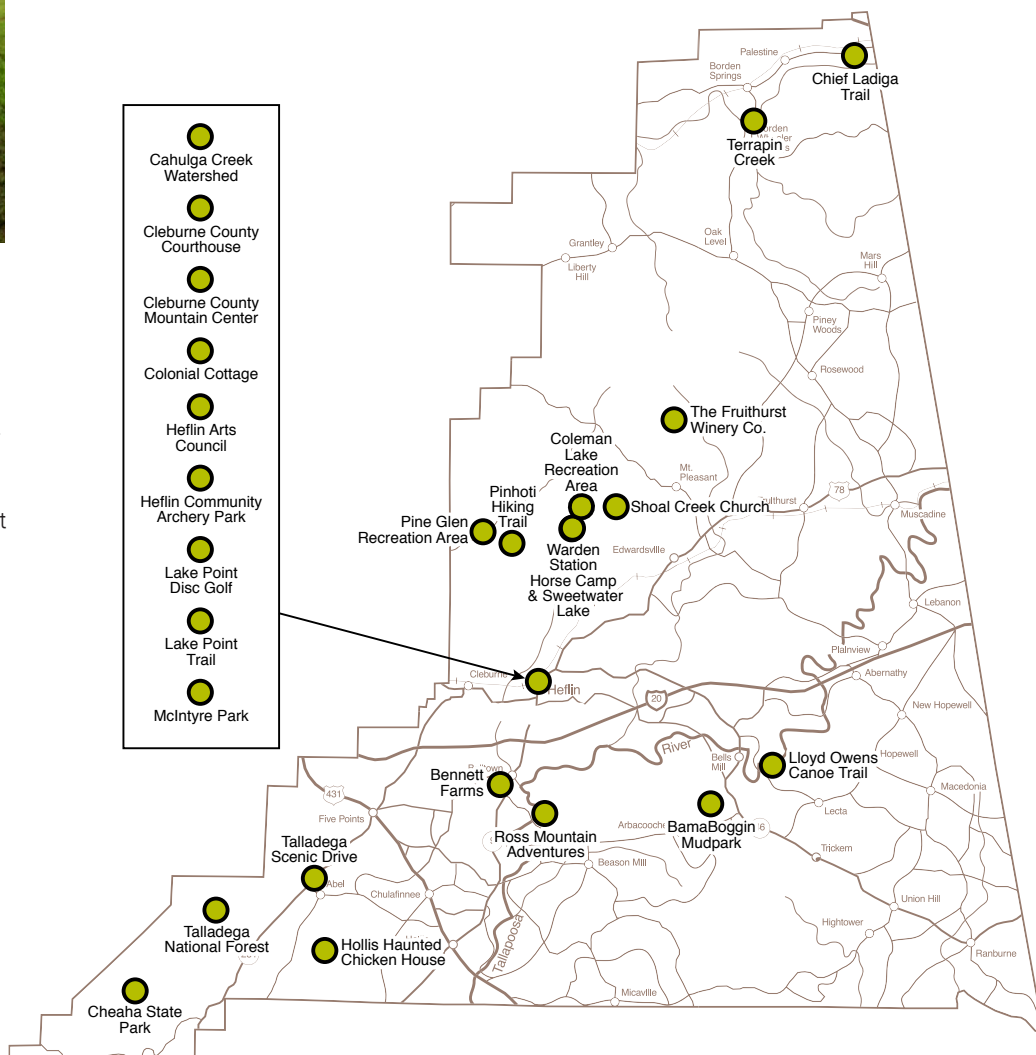 Cahulga Creek
Watershed
Cleburne County
Courthouse
Cleburne County
Mountain Center
Colonial Cottage
Heflin Arts
Council
Heflin Community
Archery Park
Lake Point
Disc Golf
Lake Point
Trail
McIntyre Park
Palestine
Borden
Springs
Chief Ladiga
Trail
Terrapin
Creek
Grantley
Liberty
Hill
Oak
Level
Mars
Hill
Piney
Woods
Rosewood
The Fruithurst
Winery Co.
Coleman
Lake
Recreation
Area
Mt.
Pleasant
78
Muscadine
Pinhoti
Hiking
Trail
Shoal Creek Church
Pine Glen
Recreation Area
Warden
Station
Horse Camp
& Sweetwater
Lake
Edwardsville
Lebanon
Plainview
Abernathy
Cleburne
Heflin
20
New Hopewell
River
Bells
Mill
Hopewell
Lloyd Owens
Canoe Trail
Macedonia
Bennett
Farms
431
Five Points
Lecta
Ross Mountain
Adventures
BamaBoggin
Mudpark
Trickem
Beason Mill
Talladega
Scenic Drive
Abel
Chulafinnee
Union Hill
Talladega
National Forest
Hightower
Hollis Haunted
Chicken House
Tallapoosa
Ranburne
Cheaha State
Park
Micaville